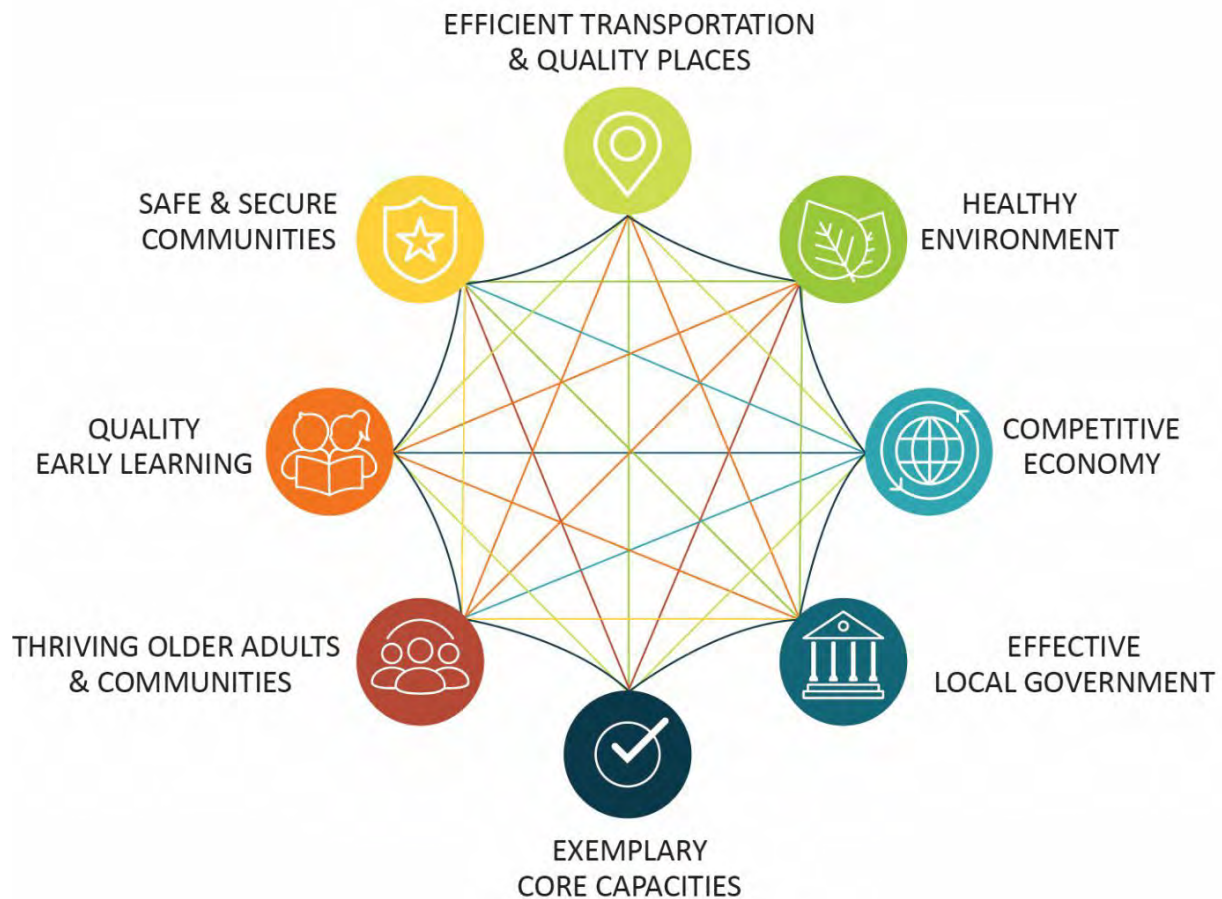 EFFICIENT TRANSPORTATION
& QUALITY PLACES
SAFE & SECURE
COMMUNITIES
HEALTHY
ENVIRONMENT
QUALITY
EARLY LEARNING
COMPETITIVE
ECONOMY
THRIVING OLDER ADULTS
& COMMUNITIES
EFFECTIVE
LOCAL GOVERNMENT
EXEMPLARY
CORE CAPACITIES